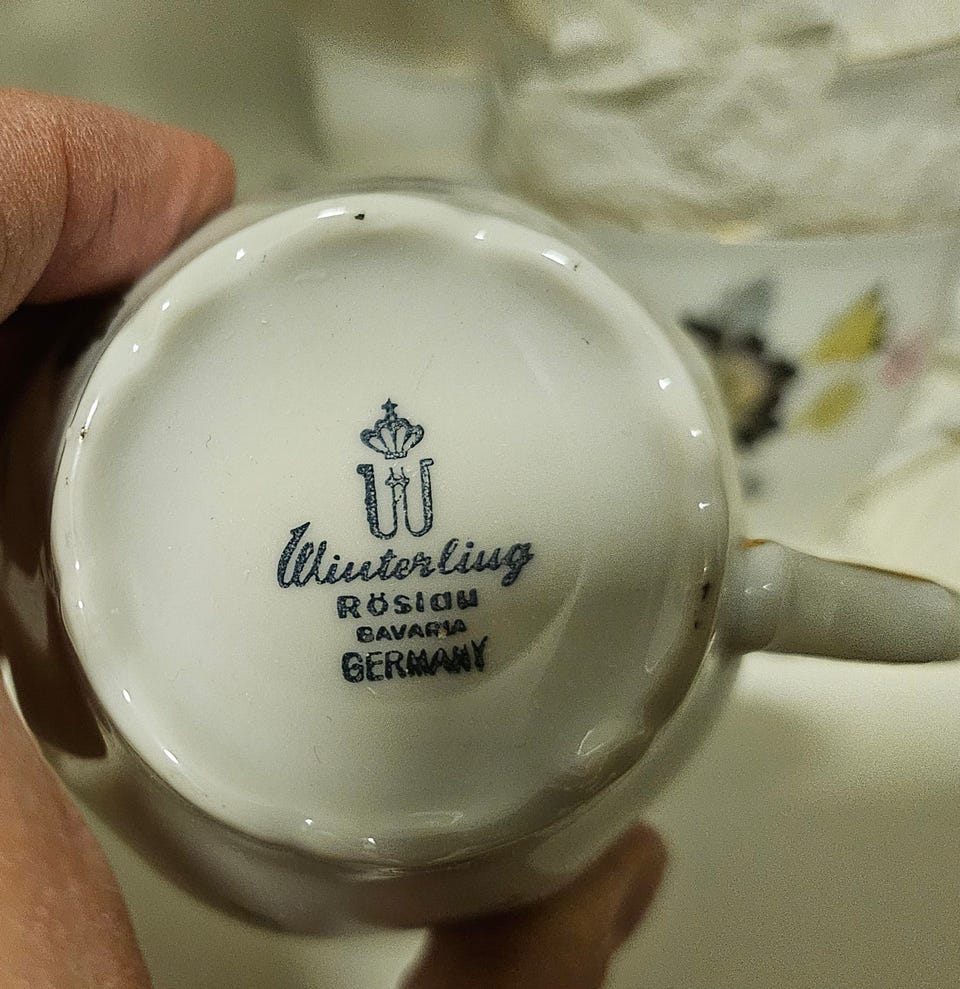 W
Winterling
Röslau
BAVARIA
GERMANY